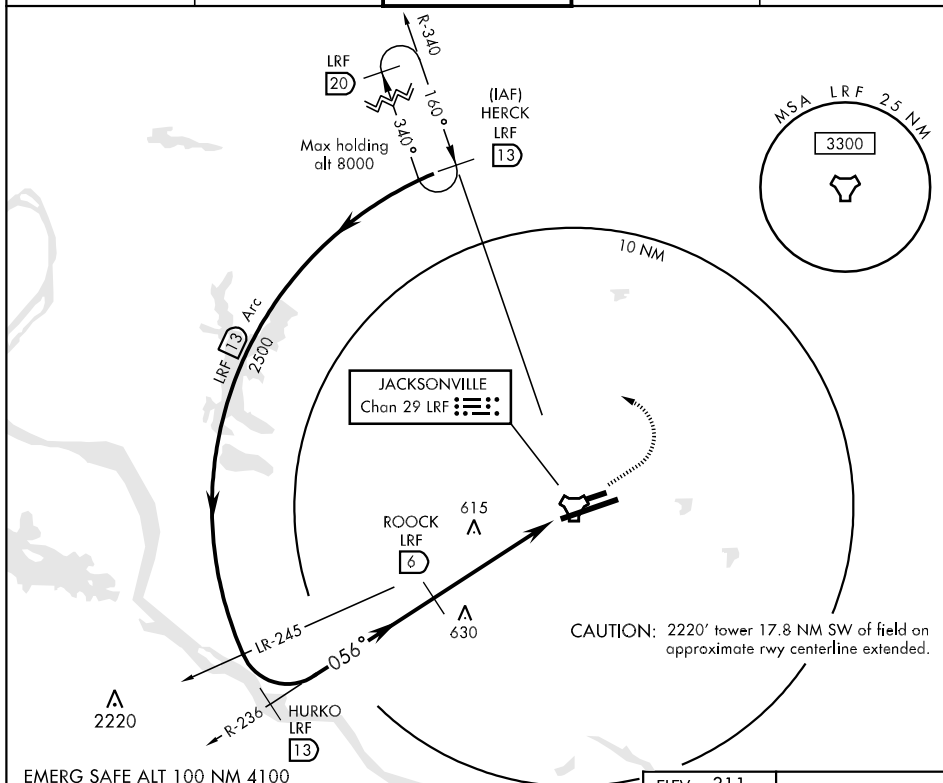 R-340
LRF
20
160°
340°
(IAF)
HERCK
LRF
13
Max holding
alt 8000
MSA LRF 25 NM
3300
10 NM
LRF 13 Arc
2500
JACKSONVILLE
Chan 29 LRF
615
ROOCK
LRF
6
630
LR-245
056°
CAUTION: 2220' tower 17.8 NM SW of field on
approximate rwy centerline extended.
2220
R-236
HURKO
LRF
13
EMERG SAFE ALT 100 NM 4100
ELEV 311